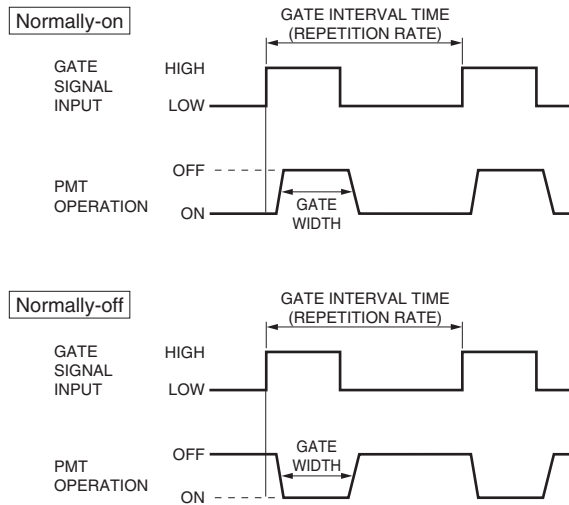 Normally-on
GATE INTERVAL TIME
(REPETITION RATE)
GATE
SIGNAL
INPUT
HIGH
LOW
PMT
OPERATION
OFF
ON
GATE
WIDTH
Normally-off
GATE INTERVAL TIME
(REPETITION RATE)
GATE
SIGNAL
INPUT
HIGH
LOW
PMT
OPERATION
OFF
ON
GATE
WIDTH